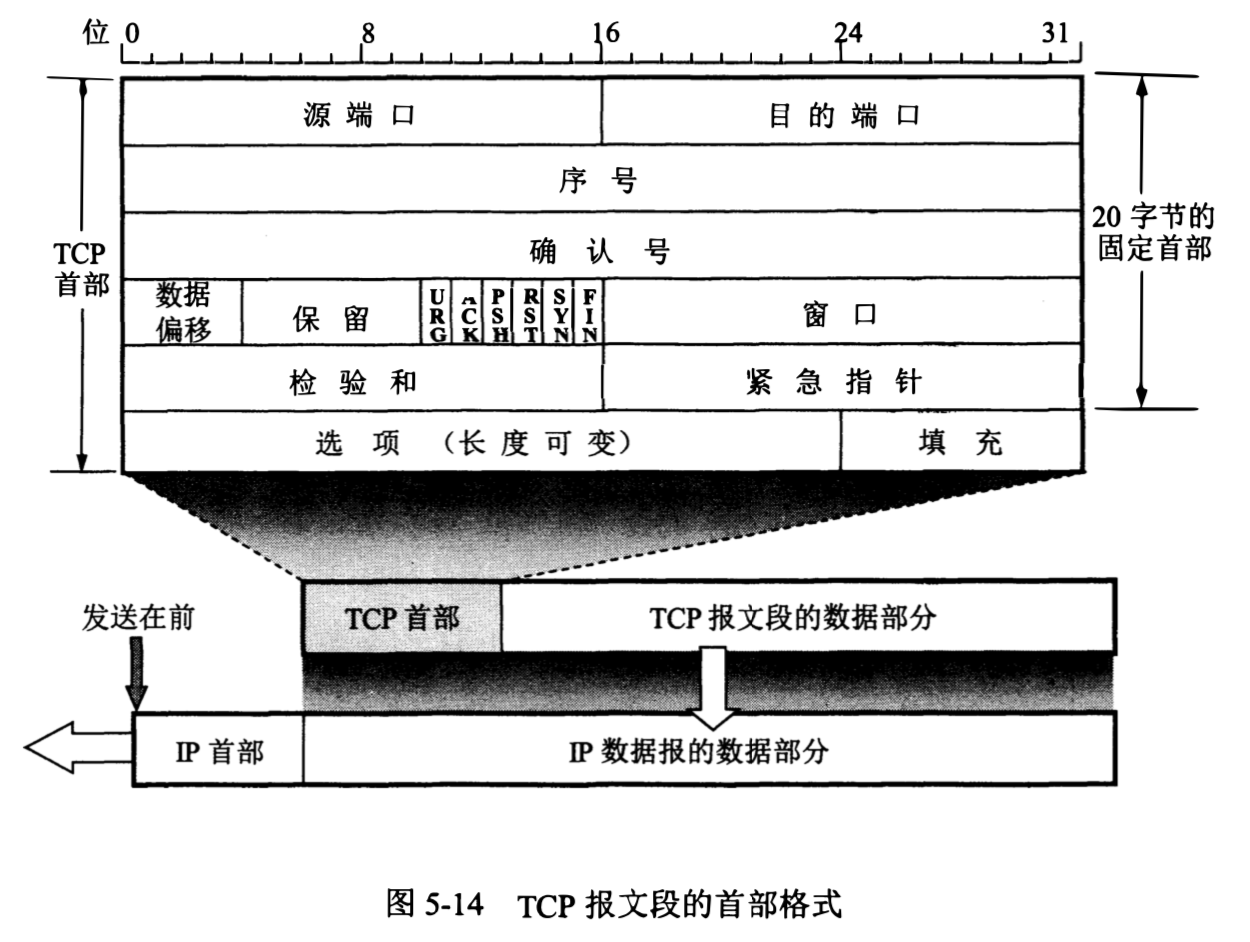 位 0 8 16 24 31
源端口 目的端口
序号
确认号
TCP
首部
20 字节的
固定首部
数据
偏移
保留
URG
ACK
PSH
RST
SYN
FIN
窗口
检验和 紧急指针
选项 （长度可变） 填充
发送在前
TCP 首部 TCP 报文段的数据部分
IP 首部 IP 数据报的数据部分
图 5-14 TCP 报文段的首部格式